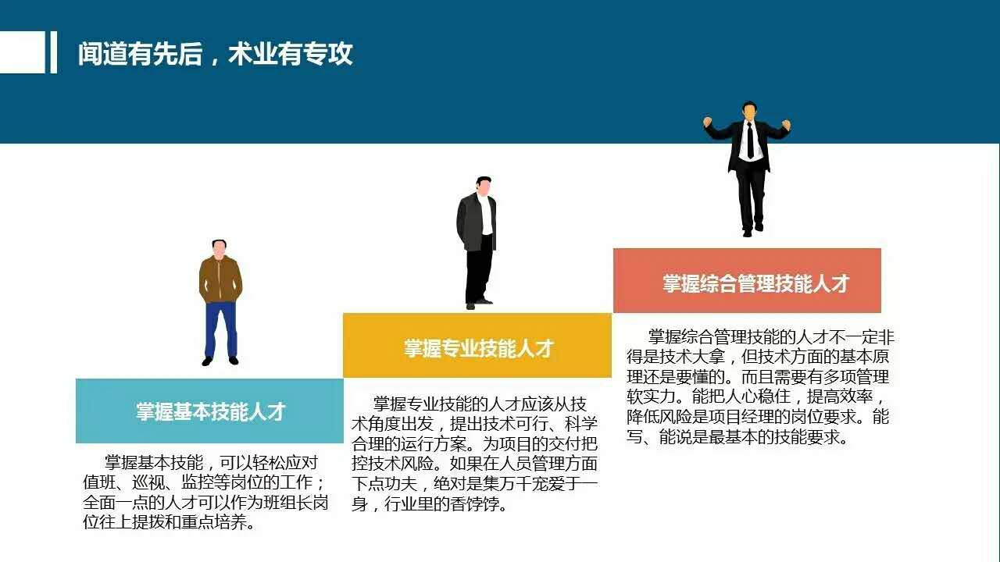 闻道有先后，术业有专攻
掌握综合管理技能人才
掌握综合管理技能的人才不一定非
得是技术大拿，但技术方面的基本原
理还是要懂的。而且需要有多项管理
软实力。能把人心稳住，提高效率，
降低风险是项目经理的岗位要求。能
写、能说是最基本的技能要求。
掌握专业技能人才
掌握专业技能的人才应该从技
术角度出发，提出技术可行、科学
合理的运行方案。为项目的交付把
控技术风险。如果在人员管理方面
下点功夫，绝对是集万千宠爱于一
身，行业里的香饽饽。
掌握基本技能人才
掌握基本技能，可以轻松应对
值班、巡视、监控等岗位的工作；
全面一点的人才可以作为班组长岗
位往上提拨和重点培养。